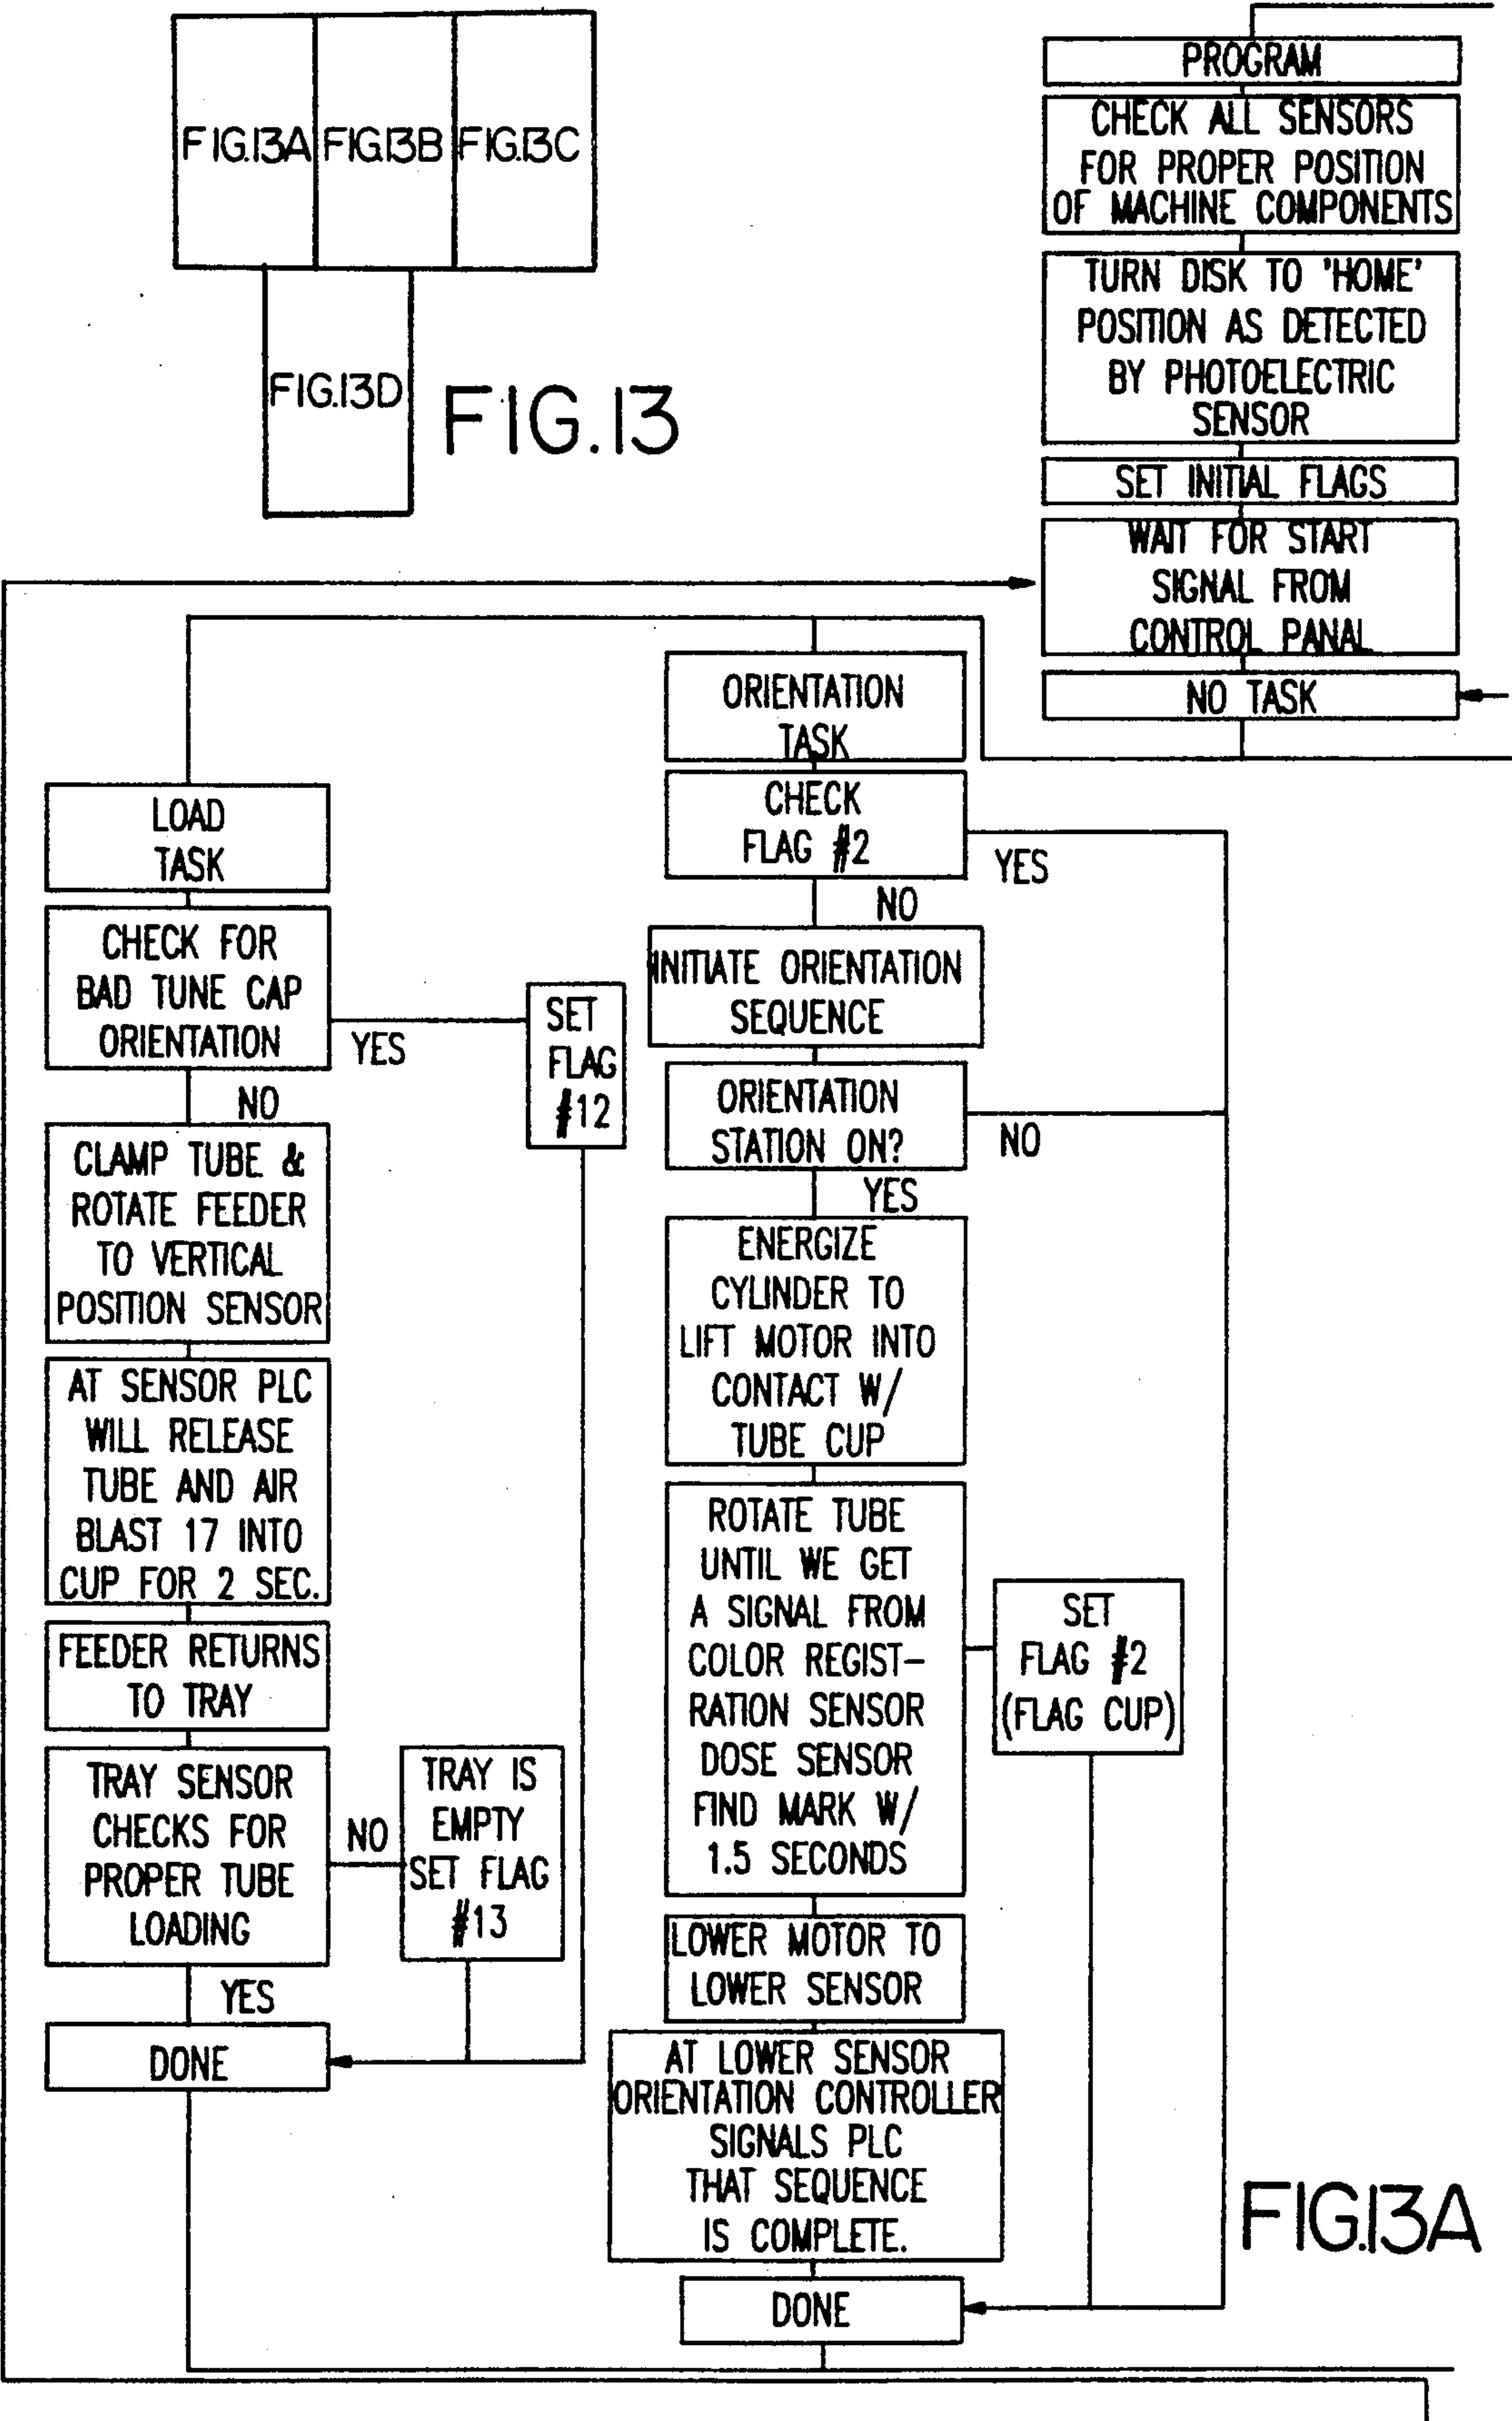 FIG.13A
FIG.13B
FIG.13C
FIG.13D
FIG.13
PROGRAM
CHECK ALL SENSORS
FOR PROPER POSITION
OF MACHINE COMPONENTS
TURN DISK TO 'HOME'
POSITION AS DETECTED
BY PHOTOELECTRIC
SENSOR
SET INITIAL FLAGS
WAIT FOR START
SIGNAL FROM
CONTROL PANAL
NO TASK
LOAD
TASK
CHECK FOR
BAD TUNE CAP
ORIENTATION
YES
SET
FLAG
#12
NO
CLAMP TUBE &
ROTATE FEEDER
TO VERTICAL
POSITION SENSOR
AT SENSOR PLC
WILL RELEASE
TUBE AND AIR
BLAST 17 INTO
CUP FOR 2 SEC.
FEEDER RETURNS
TO TRAY
TRAY SENSOR
CHECKS FOR
PROPER TUBE
LOADING
NO
TRAY IS
EMPTY
SET FLAG
#13
YES
DONE
ORIENTATION
TASK
CHECK
FLAG #2
YES
NO
INITIATE ORIENTATION
SEQUENCE
ORIENTATION
STATION ON?
NO
YES
ENERGIZE
CYLINDER TO
LIFT MOTOR INTO
CONTACT W/
TUBE CUP
ROTATE TUBE
UNTIL WE GET
A SIGNAL FROM
COLOR REGIST-
RATION SENSOR
DOSE SENSOR
FIND MARK W/
1.5 SECONDS
SET
FLAG #2
(FLAG CUP)
LOWER MOTOR TO
LOWER SENSOR
AT LOWER SENSOR
ORIENTATION CONTROLLER
SIGNALS PLC
THAT SEQUENCE
IS COMPLETE.
DONE
FIG.13A